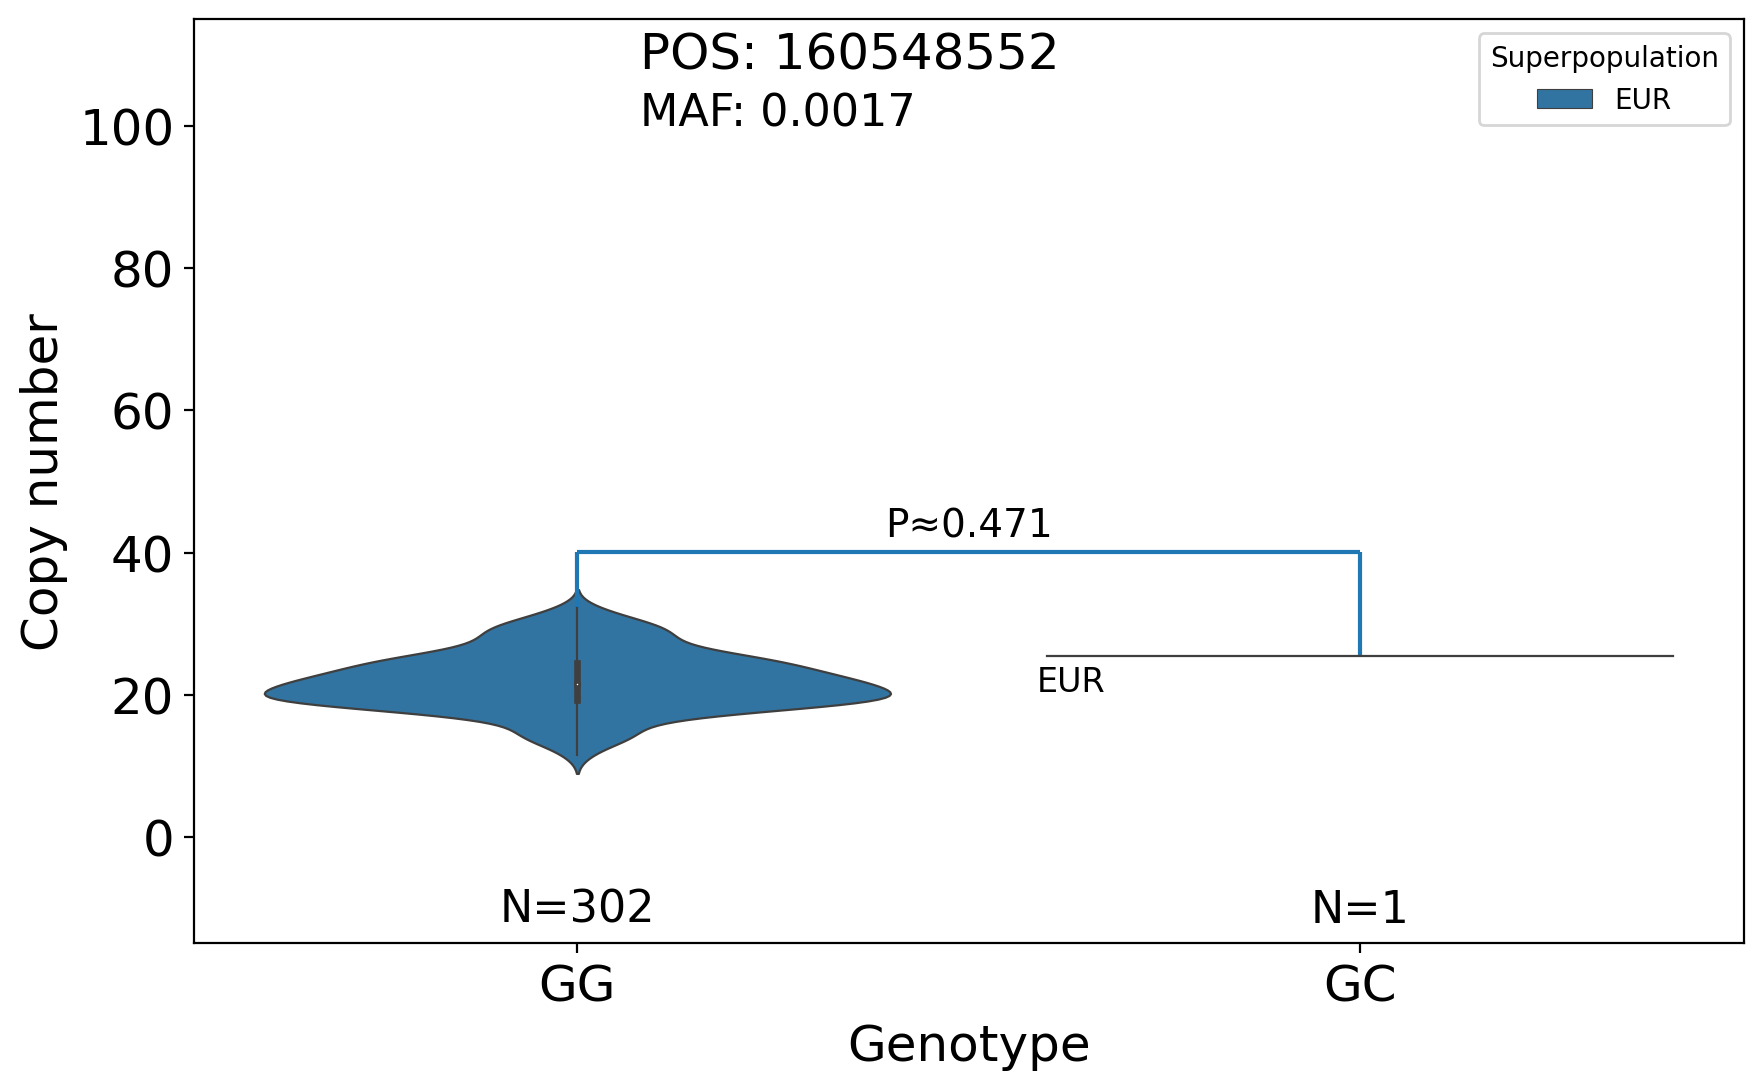 POS: 160548552
MAF: 0.0017
Superpopulation
EUR
100
80
60
40
20
0
Copy number
P≈0.471
EUR
N=302
N=1
GG
GC
Genotype